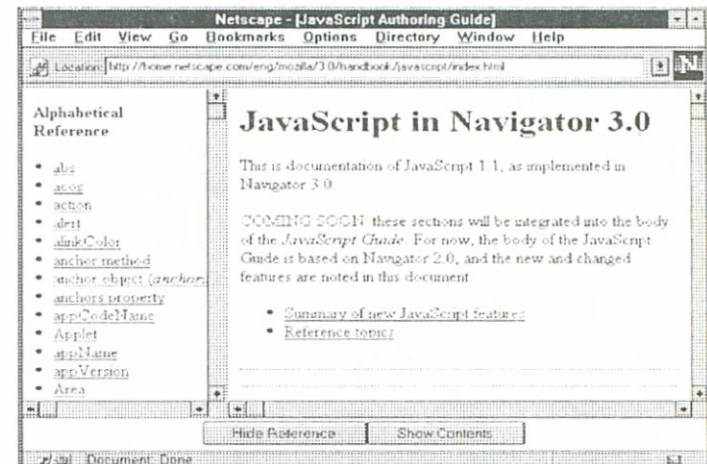 Netscape - [JavaScript Authoring Guide]
File Edit View Go Bookmarks Options Directory Window Help
Location: http://home.netscape.com/eng/mozilla/3.0/handbook/javascript/index.html
N
Alphabetical
Reference
• abs
• acos
• action
• alert
• alinkColor
• anchor method
• anchor object (anchors
• anchors property
• appCodeName
• Applet
• appName
• appVersion
• Area
JavaScript in Navigator 3.0
This is documentation of JavaScript 1.1, as implemented in
Navigator 3.0.
COMING SOON: these sections will be integrated into the body
of the JavaScript Guide. For now, the body of the JavaScript
Guide is based on Navigator 2.0, and the new and changed
features are noted in this document.
• Summary of new JavaScript features
• Reference topics
Hide Reference Show Contents
Document: Done